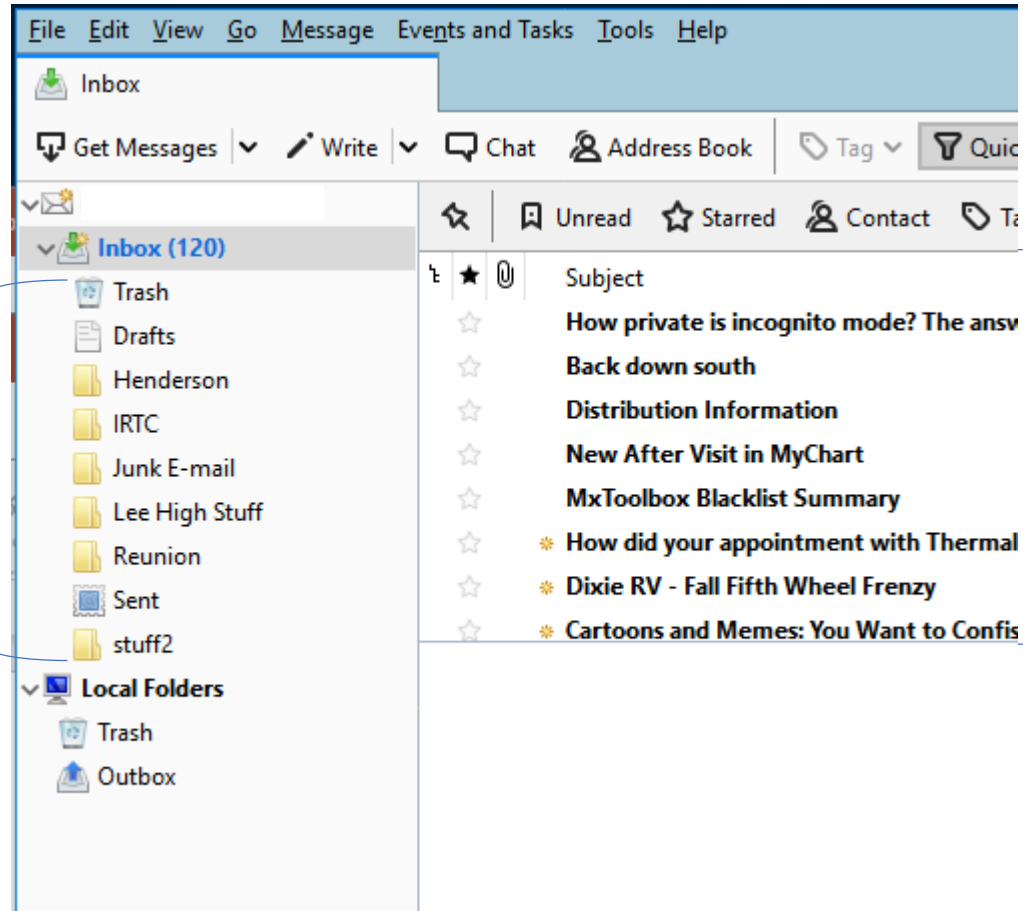 File Edit View Go Message Events and Tasks Tools Help
Inbox
Get Messages Write Chat Address Book Tag
Unread Starred Contact
Inbox (120)
Subject
Trash
Drafts
Henderson
IRTC
Junk E-mail
Lee High Stuff
Reunion
Sent
stuff2
Local Folders
Trash
Outbox
How private is incognito mode? The
Back down south
Distribution Information
New After Visit in MyChart
MxToolbox Blacklist Summary
How did your appointment with Thermal
Dixie RV - Fall Fifth Wheel Frenzy
Cartoons and Memes: You Want to